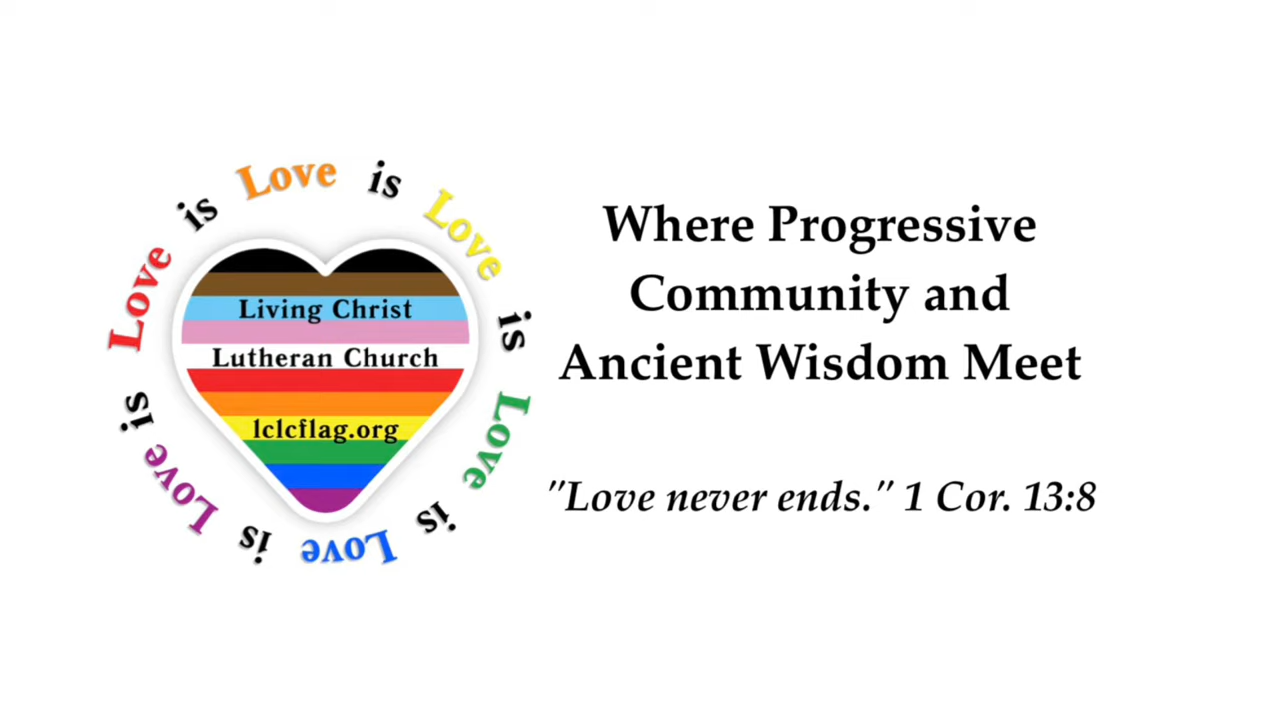 Love is Love is Love is Love is Love is Love is
Living Christ
Lutheran Church
lclcflag.org
Where Progressive
Community and
Ancient Wisdom Meet
"Love never ends." 1 Cor. 13:8